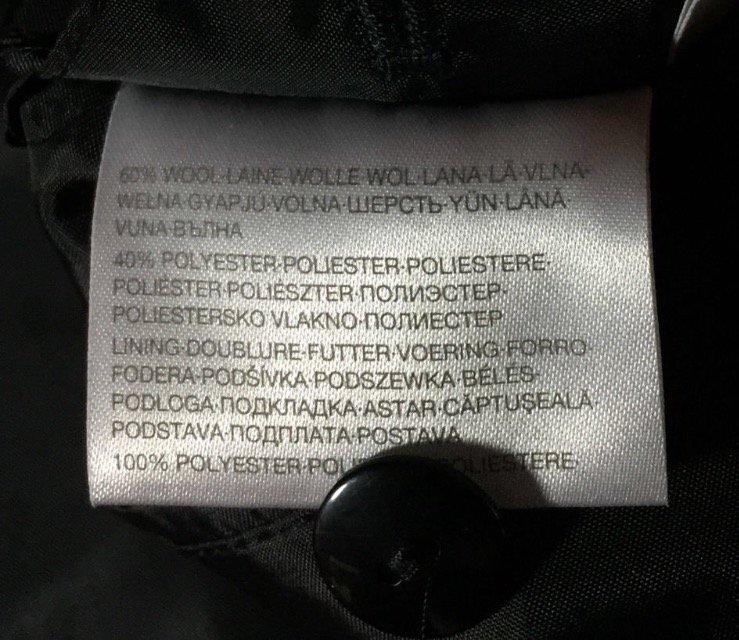 60% WOOL·LAINE·WOLLE·WOL·LANA·LÃ·VLNA·
WEŁNA·GYAPJÚ·VOLNA·ШЕРСТЬ·YÜN·LÂNĂ
VUNA·ВЪЛНА
40% POLYESTER·POLIESTER·POLIESTERE·
POLIÉSTER·POLIÉSZTER·ПОЛИЭСТЕР·
POLIESTERSKO VLAKNO·ПОЛИЕСТЕР
LINING·DOUBLURE·FUTTER·VOERING·FORRO·
FODERA·PODŠÍVKA·PODSZEWKA·BÉLÉS·
PODLOGA·ПОДКЛАДКА·ASTAR·CĂPTUŞEALĂ·
PODSTAVA·ПОДПЛАТА·POSTAVA
100% POLYESTER·